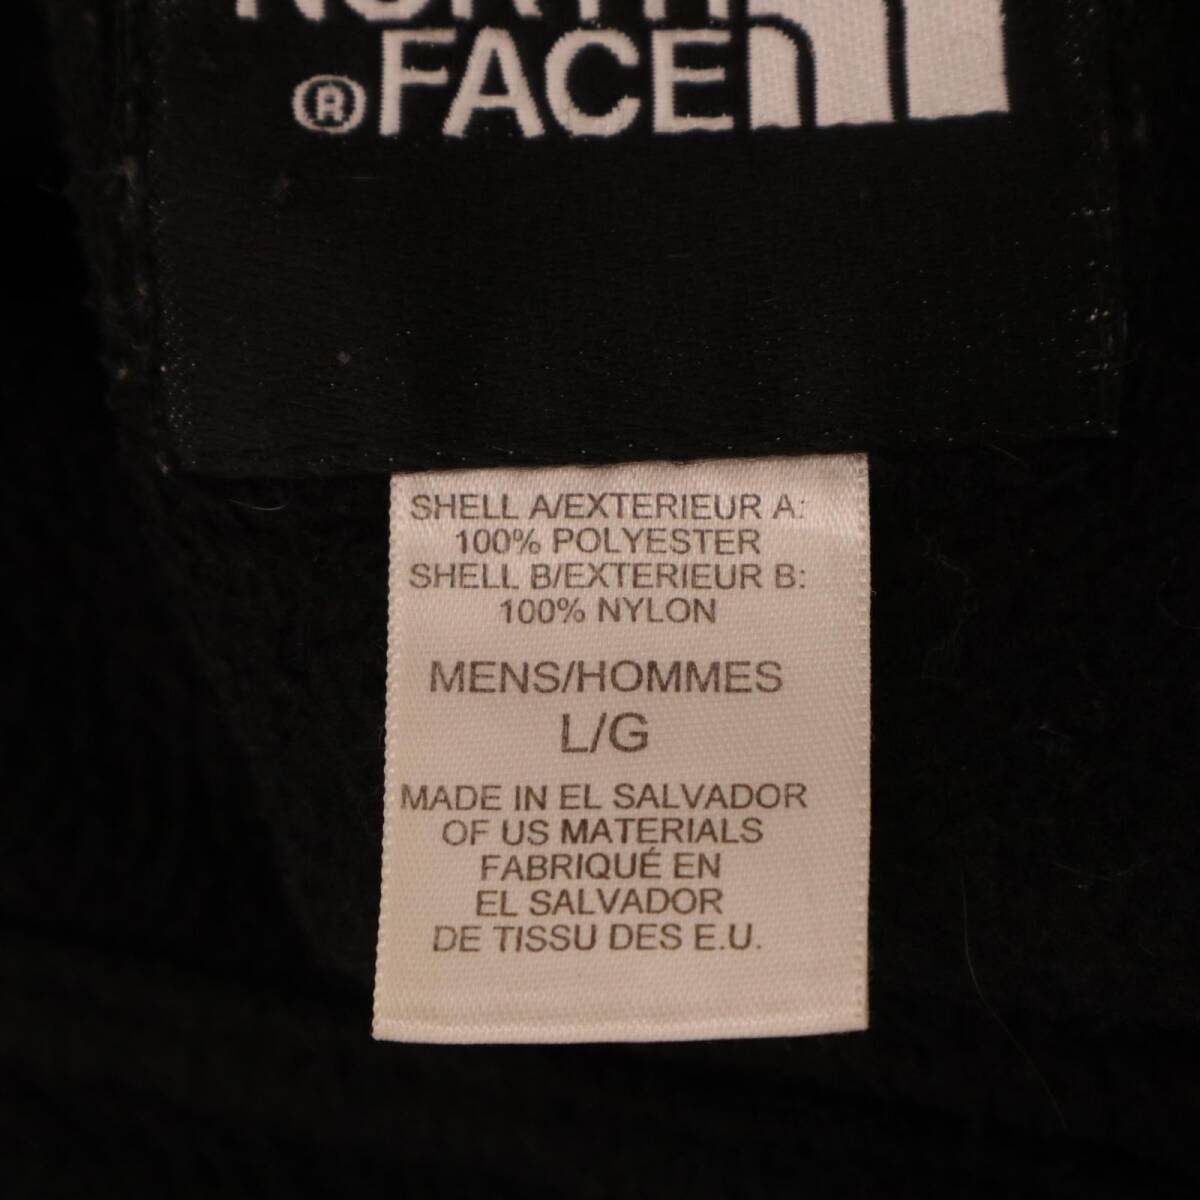 NORTH
®FACE
SHELL A/EXTERIEUR A:
100% POLYESTER
SHELL B/EXTERIEUR B:
100% NYLON
MENS/HOMMES
L/G
MADE IN EL SALVADOR
OF US MATERIALS
FABRIQUÉ EN
EL SALVADOR
DE TISSU DES E.U.